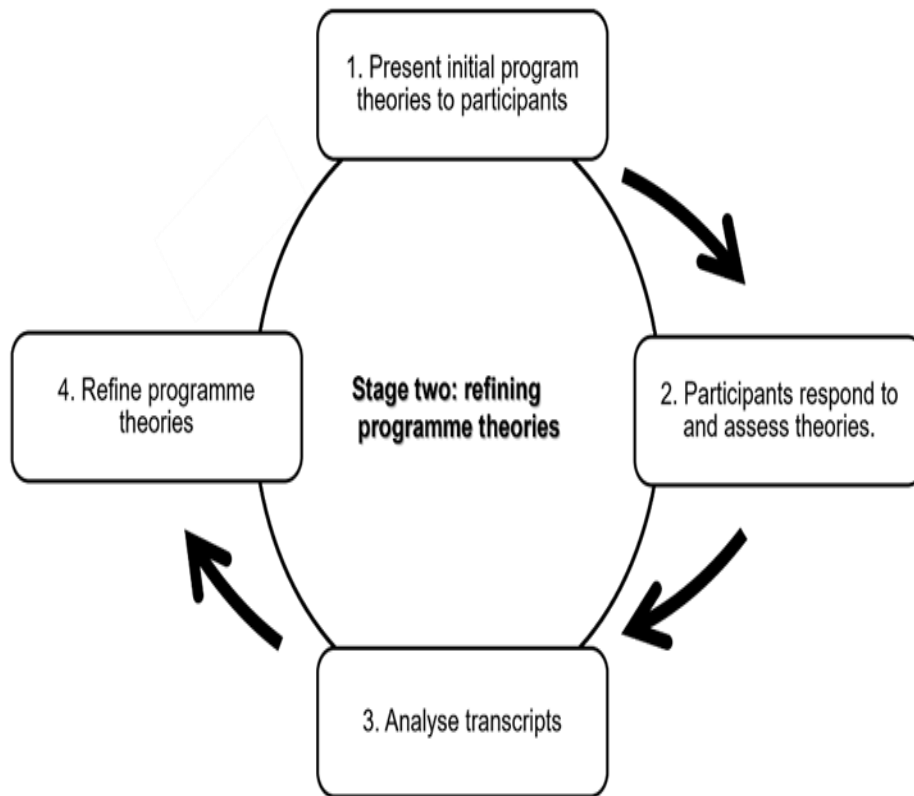 1. Present initial program
theories to participants
2. Participants respond to
and assess theories.
3. Analyse transcripts
4. Refine programme
theories
Stage two: refining
programme theories